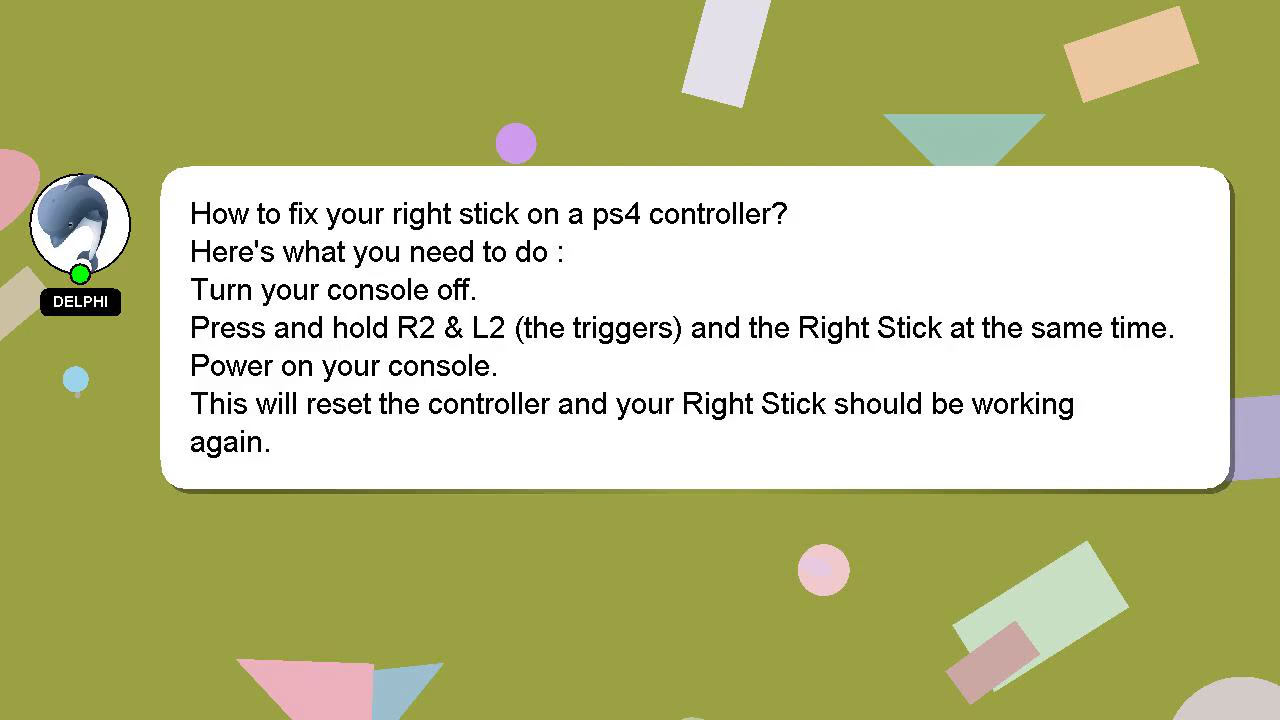 How to fix your right stick on a ps4 controller?
Here's what you need to do :
Turn your console off.
Press and hold R2 & L2 (the triggers) and the Right Stick at the same time.
Power on your console.
This will reset the controller and your Right Stick should be working
again.
DELPHI